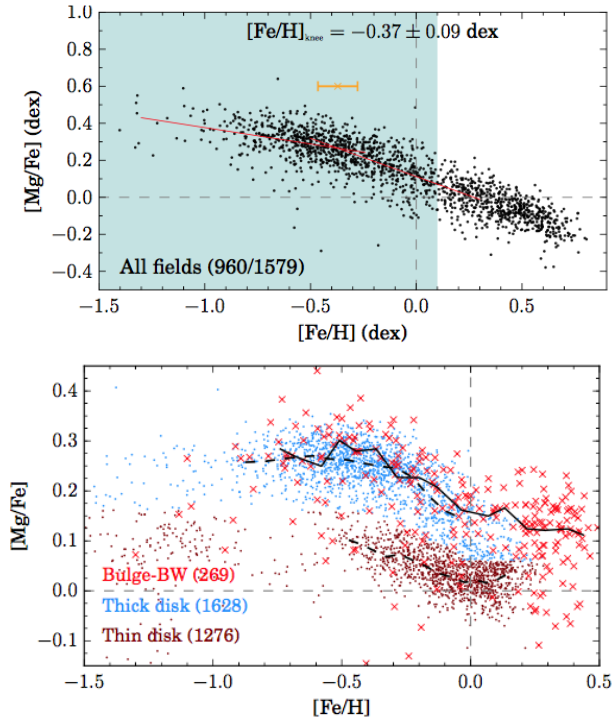 1.0
[Fe/H]knee = −0.37 ± 0.09 dex
0.8
0.6
0.4
0.2
0.0
−0.2
−0.4
[Mg/Fe] (dex)
All fields (960/1579)
−1.5 −1.0 −0.5 0.0 0.5
[Fe/H] (dex)
0.4
0.3
0.2
0.1
0.0
−0.1
[Mg/Fe]
Bulge-BW (269)
Thick disk (1628)
Thin disk (1276)
−1.5 −1.0 −0.5 0.0 0.5
[Fe/H]